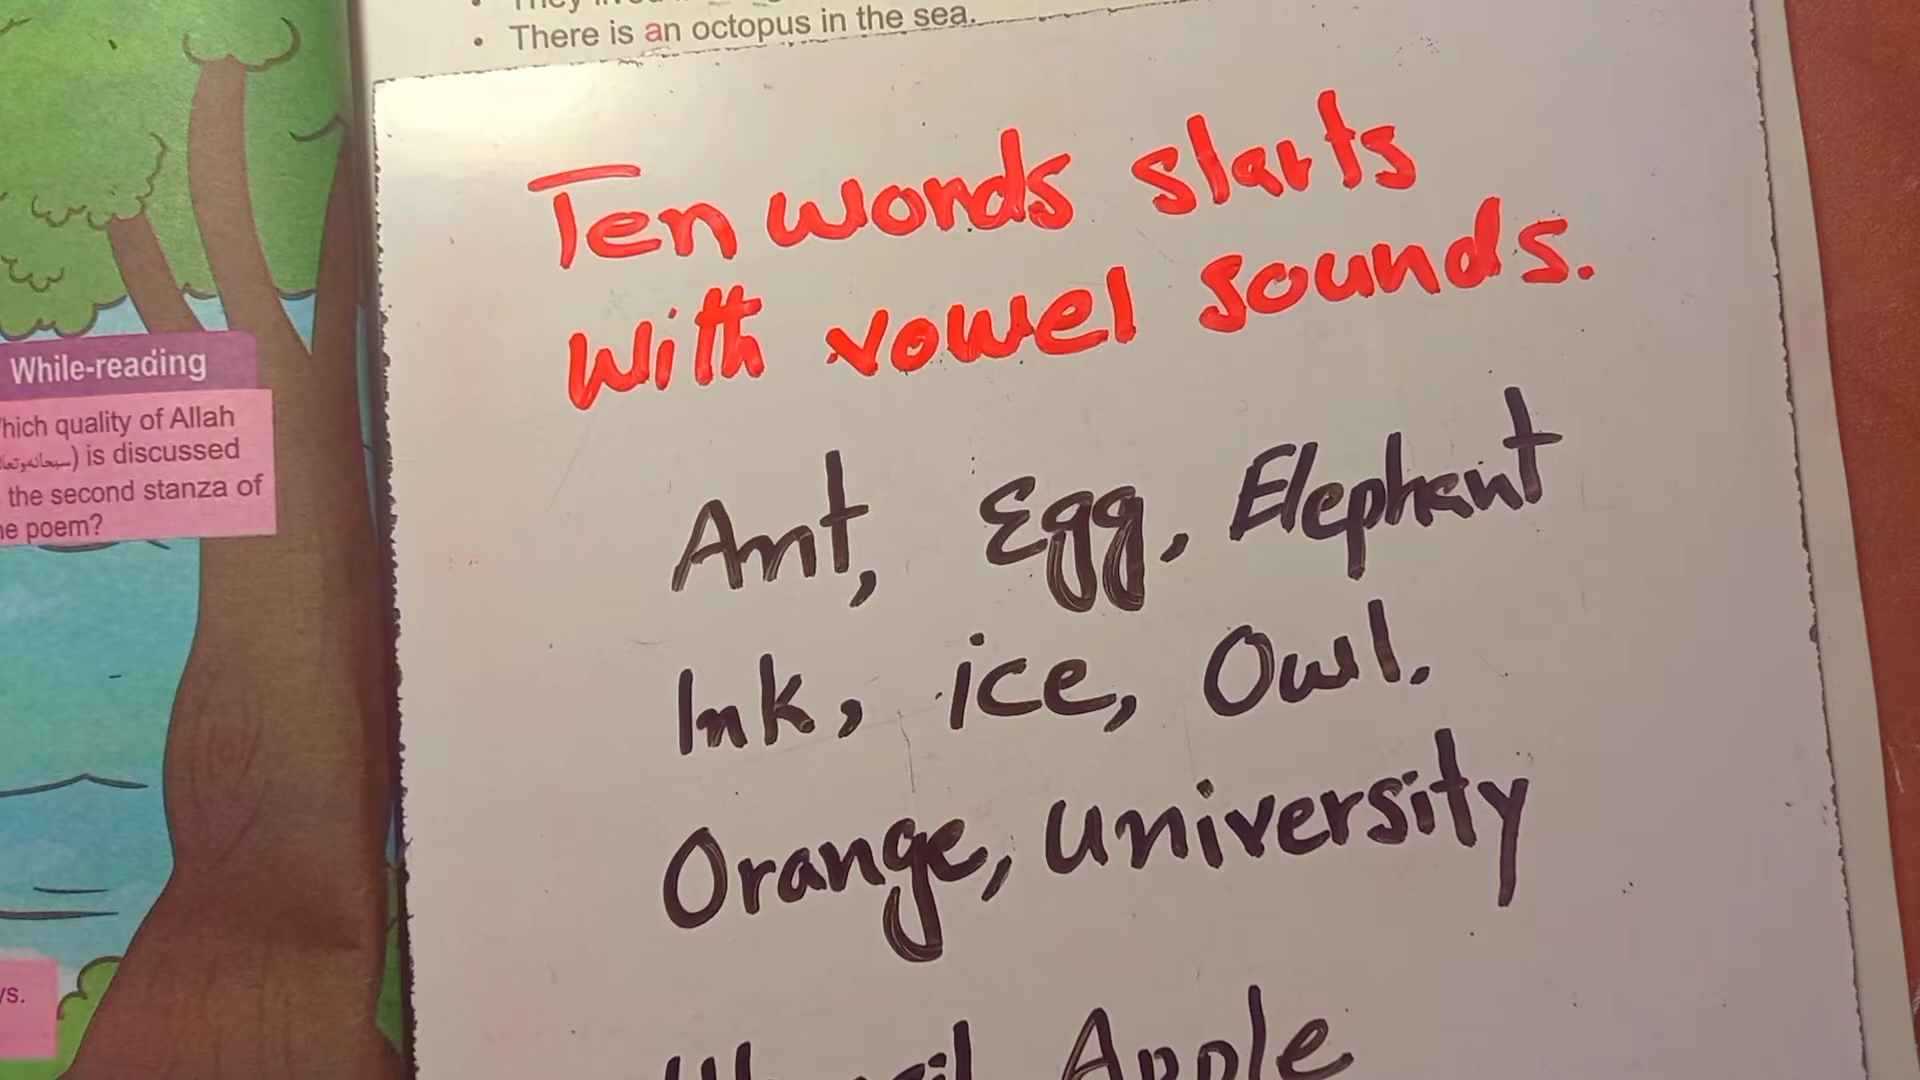 There is an octopus in the sea.
Ten words starts
with vowel sounds.
Ant, Egg, Elephant
Ink, ice, Owl.
Orange, University
Apple
While-reading
hich quality of Allah
is discussed
the second stanza of
e poem?
ys.